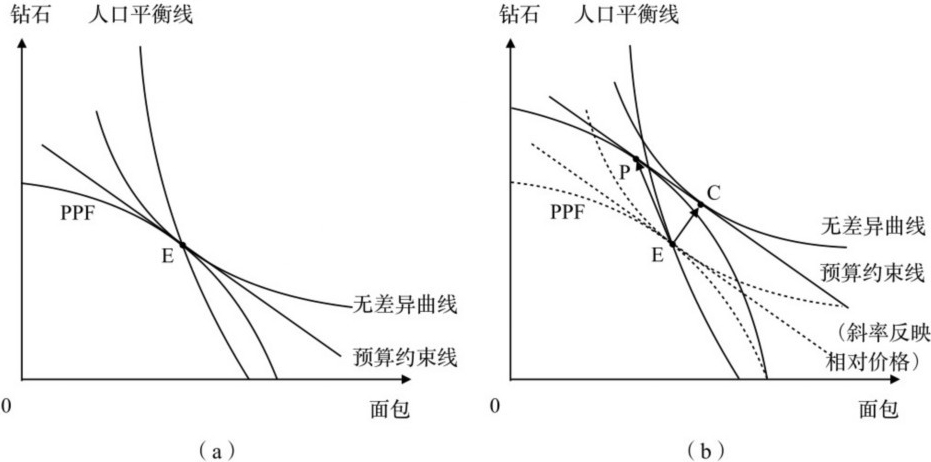 钻石
人口平衡线
PPF
E
无差异曲线
预算约束线
0
面包
（a）
钻石
人口平衡线
P
C
PPF
E
无差异曲线
预算约束线
（斜率反映
相对价格）
0
面包
（b）